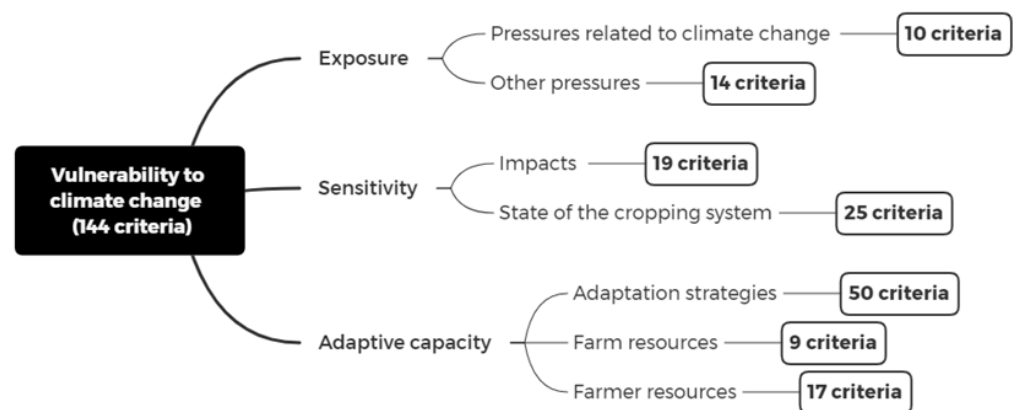 Vulnerability to
climate change
(144 criteria)
Exposure
Pressures related to climate change
10 criteria
Other pressures
14 criteria
Sensitivity
Impacts
19 criteria
State of the cropping system
25 criteria
Adaptive capacity
Adaptation strategies
50 criteria
Farm resources
9 criteria
Farmer resources
17 criteria